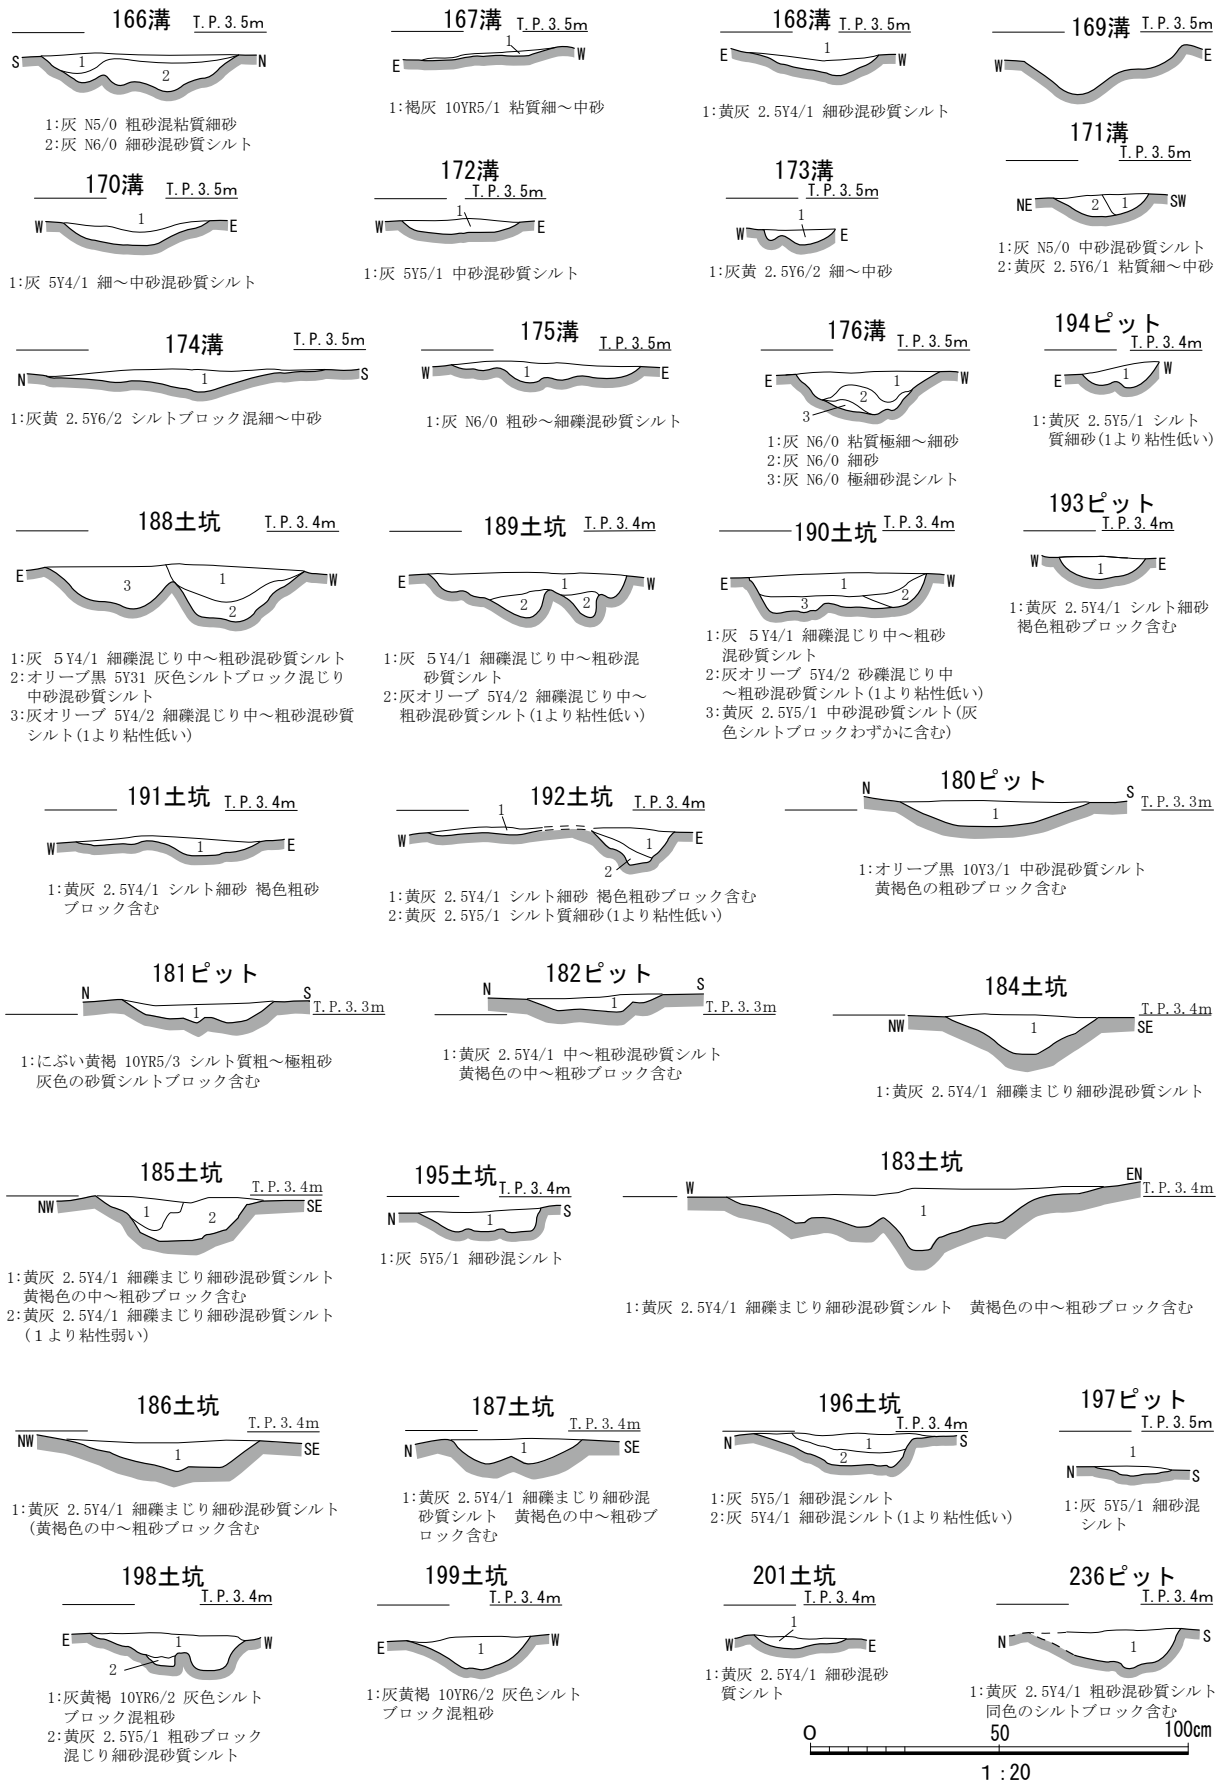 166溝 T.P.3.5m
S N
1 2
1:灰 N5/0 粗砂混粘質細砂
2:灰 N6/0 細砂混砂質シルト
167溝 T.P.3.5m
E W
1
1:褐灰 10YR5/1 粘質細～中砂
168溝 T.P.3.5m
E W
1
1:黄灰 2.5Y4/1 細砂混砂質シルト
169溝 T.P.3.5m
W E
170溝 T.P.3.5m
W E
1
1:灰 5Y4/1 細～中砂混砂質シルト
172溝 T.P.3.5m
W E
1
1:灰 5Y5/1 中砂混砂質シルト
173溝 T.P.3.5m
W E
1
1:灰黄 2.5Y6/2 細～中砂
171溝 T.P.3.5m
NE SW
2 1
1:灰 N5/0 中砂混砂質シルト
2:黄灰 2.5Y6/1 粘質細～中砂
174溝 T.P.3.5m
N S
1
1:灰黄 2.5Y6/2 シルトブロック混細～中砂
175溝 T.P.3.5m
W E
1
1:灰 N6/0 粗砂～細礫混砂質シルト
176溝 T.P.3.5m
E W
1
2
3
1:灰 N6/0 粘質極細～細砂
2:灰 N6/0 細砂
3:灰 N6/0 極細砂混シルト
194ピット
T.P.3.4m
E W
1
1:黄灰 2.5Y5/1 シルト
質細砂(1より粘性低い)
188土坑 T.P.3.4m
E W
3 1
2
1:灰 5Y4/1 細礫混じり中～粗砂混砂質シルト
2:オリーブ黒 5Y31 灰色シルトブロック混じり
中砂混砂質シルト
3:灰オリーブ 5Y4/2 細礫混じり中～粗砂混砂質
シルト(1より粘性低い)
189土坑 T.P.3.4m
E W
1
2 2
1:灰 5Y4/1 細礫混じり中～粗砂混
砂質シルト
2:灰オリーブ 5Y4/2 細礫混じり中～
粗砂混砂質シルト(1より粘性低い)
190土坑 T.P.3.4m
E W
1
3 2
1:灰 5Y4/1 細礫混じり中～粗砂
混砂質シルト
2:灰オリーブ 5Y4/2 砂礫混じり中
～粗砂混砂質シルト(1より粘性低い)
3:黄灰 2.5Y5/1 中砂混砂質シルト(灰
色シルトブロックわずかに含む)
193ピット
T.P.3.4m
W E
1
1:黄灰 2.5Y4/1 シルト細砂
褐色粗砂ブロック含む
191土坑 T.P.3.4m
W E
1
1:黄灰 2.5Y4/1 シルト細砂 褐色粗砂
ブロック含む
192土坑 T.P.3.4m
W E
1 1
2
1:黄灰 2.5Y4/1 シルト細砂 褐色粗砂ブロック含む
2:黄灰 2.5Y5/1 シルト質細砂(1より粘性低い)
180ピット
N S T.P.3.3m
1
1:オリーブ黒 10Y3/1 中砂混砂質シルト
黄褐色の粗砂ブロック含む
181ピット
N S
T.P.3.3m
1
1:にぶい黄褐 10YR5/3 シルト質粗～極粗砂
灰色の砂質シルトブロック含む
182ピット
N S
T.P.3.3m
1
1:黄灰 2.5Y4/1 中～粗砂混砂質シルト
黄褐色の中～粗砂ブロック含む
184土坑
T.P.3.4m
NW SE
1
1:黄灰 2.5Y4/1 細礫まじり細砂混砂質シルト
185土坑
T.P.3.4m
NW SE
1 2
1:黄灰 2.5Y4/1 細礫まじり細砂混砂質シルト
黄褐色の中～粗砂ブロック含む
2:黄灰 2.5Y4/1 細礫まじり細砂混砂質シルト
(1より粘性弱い)
195土坑
T.P.3.4m
N S
1
1:灰 5Y5/1 細砂混シルト
183土坑
W EN
T.P.3.4m
1
1:黄灰 2.5Y4/1 細礫まじり細砂混砂質シルト 黄褐色の中～粗砂ブロック含む
186土坑
T.P.3.4m
NW SE
1
1:黄灰 2.5Y4/1 細礫まじり細砂混砂質シルト
(黄褐色の中～粗砂ブロック含む
187土坑
T.P.3.4m
N SE
1
1:黄灰 2.5Y4/1 細礫まじり細砂混
砂質シルト 黄褐色の中～粗砂ブ
ロック含む
196土坑
T.P.3.4m
N S
1
2
1:灰 5Y5/1 細砂混シルト
2:灰 5Y4/1 細砂混シルト(1より粘性低い)
197ピット
T.P.3.5m
1
N S
1:灰 5Y5/1 細砂混
シルト
198土坑
T.P.3.4m
E W
1
2
1:灰黄褐 10YR6/2 灰色シルト
ブロック混粗砂
2:黄灰 2.5Y5/1 粗砂ブロック
混じり細砂混砂質シルト
199土坑
T.P.3.4m
E W
1
1:灰黄褐 10YR6/2 灰色シルト
ブロック混粗砂
201土坑
T.P.3.4m
1
W E
1:黄灰 2.5Y4/1 細砂混砂
質シルト
236ピット
T.P.3.4m
N S
1
1:黄灰 2.5Y4/1 粗砂混砂質シルト
同色のシルトブロック含む
0 50 100cm
1:20